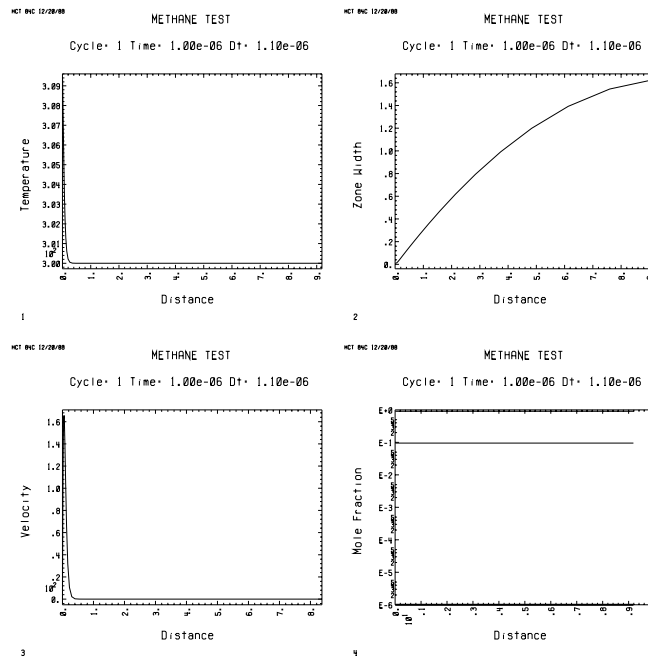 HCT 84C 12/20/88
METHANE TEST
Cycle: 1 Time: 1.00e-06 Dt: 1.10e-06
3.09
3.08
3.07
3.06
3.05
3.04
3.03
3.02
3.01
3.00
Temperature
0. 1. 2. 3. 4. 5. 6. 7. 8. 9.
Distance
1
HCT 84C 12/20/88
METHANE TEST
Cycle: 1 Time: 1.00e-06 Dt: 1.10e-06
1.6
1.4
1.2
1.0
.8
.6
.4
.2
0.
Zone Width
0. 1. 2. 3. 4. 5. 6. 7. 8.
Distance
2
HCT 84C 12/20/88
METHANE TEST
Cycle: 1 Time: 1.00e-06 Dt: 1.10e-06
1.6
1.4
1.2
1.0
.8
.6
.4
.2
0.
Velocity
0. 1. 2. 3. 4. 5. 6. 7. 8.
Distance
3
HCT 84C 12/20/88
METHANE TEST
Cycle: 1 Time: 1.00e-06 Dt: 1.10e-06
E+0
E-1
E-2
E-3
E-4
E-5
E-6
Mole Fraction
0. .1 .2 .3 .4 .5 .6 .7 .8 .9
10¹
Distance
4